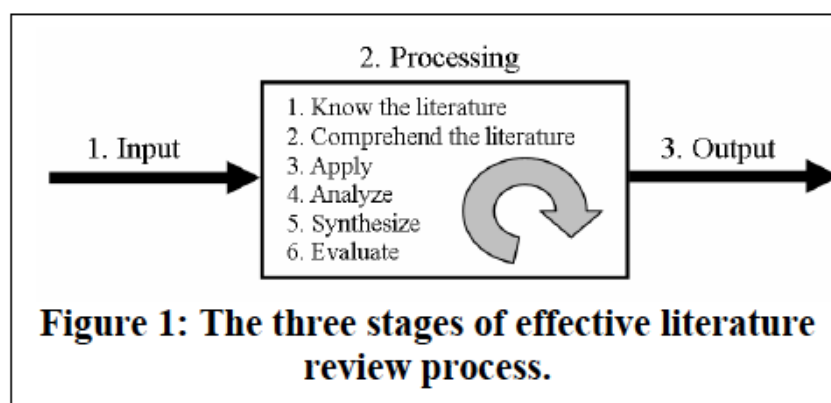 2. Processing
1. Input
1. Know the literature
2. Comprehend the literature
3. Apply
4. Analyze
5. Synthesize
6. Evaluate
3. Output
Figure 1: The three stages of effective literature
review process.